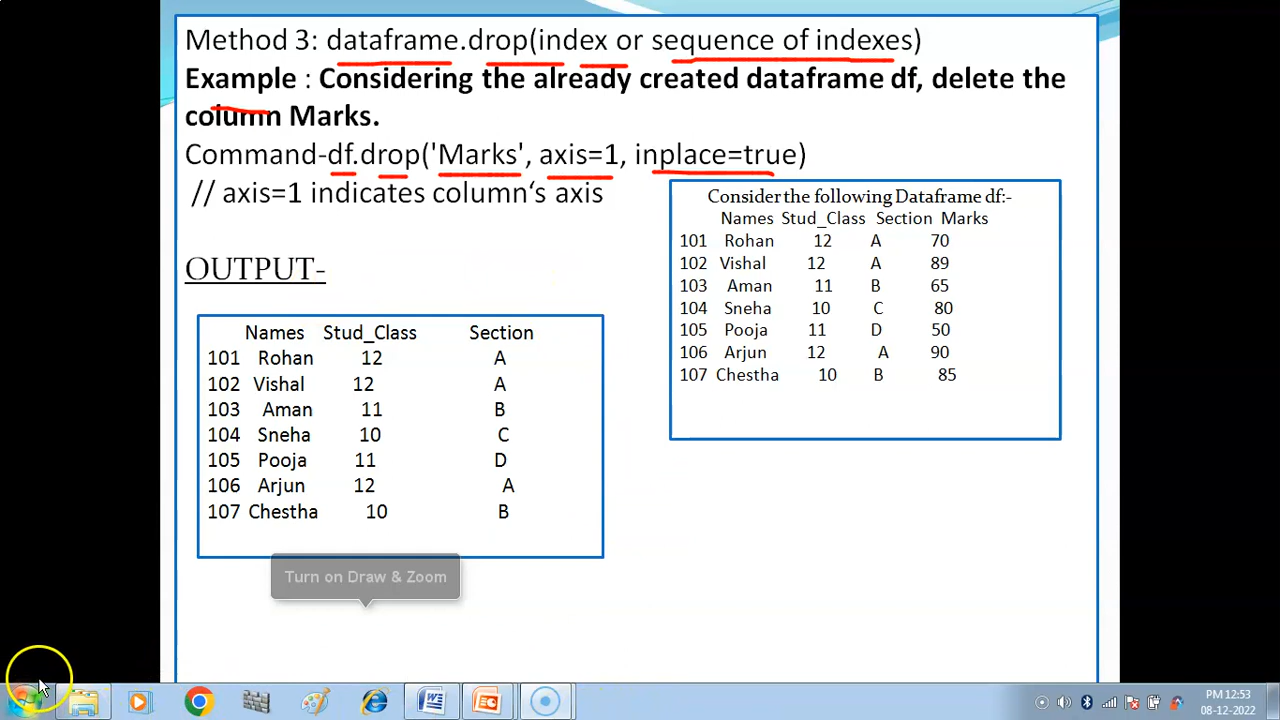 Method 3: dataframe.drop(index or sequence of indexes)
Example : Considering the already created dataframe df, delete the
column Marks.
Command-df.drop('Marks', axis=1, inplace=true)
// axis=1 indicates column‘s axis
Consider the following Dataframe df:-
Names Stud_Class Section Marks
101 Rohan 12 A 70
102 Vishal 12 A 89
103 Aman 11 B 65
104 Sneha 10 C 80
105 Pooja 11 D 50
106 Arjun 12 A 90
107 Chestha 10 B 85
OUTPUT-
Names Stud_Class Section
101 Rohan 12 A
102 Vishal 12 A
103 Aman 11 B
104 Sneha 10 C
105 Pooja 11 D
106 Arjun 12 A
107 Chestha 10 B
Turn on Draw & Zoom
PM 12:53
08-12-2022